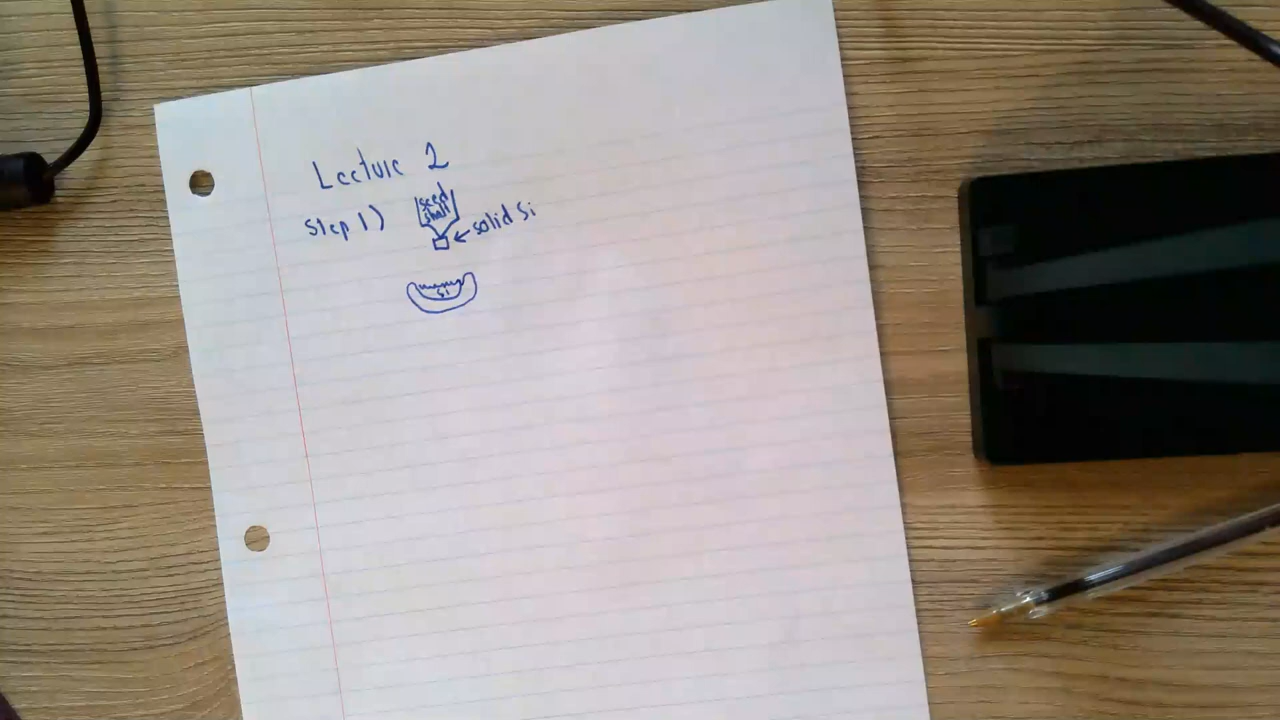 Lecture 2
Step 1)
seed
shaft
← solid Si
Si